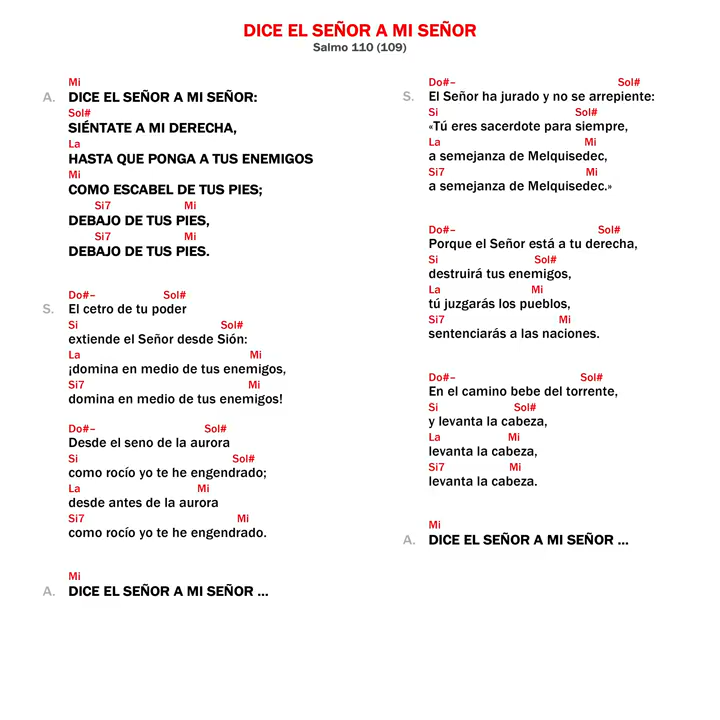 DICE EL SEÑOR A MI SEÑOR
Salmo 110 (109)
Mi
A. DICE EL SEÑOR A MI SEÑOR:
Sol#
SIÉNTATE A MI DERECHA,
La
HASTA QUE PONGA A TUS ENEMIGOS
Mi
COMO ESCABEL DE TUS PIES;
Si7 Mi
DEBAJO DE TUS PIES,
Si7 Mi
DEBAJO DE TUS PIES.
Do#– Sol#
S. El cetro de tu poder
Si Sol#
extiende el Señor desde Sión:
La Mi
¡domina en medio de tus enemigos,
Si7 Mi
domina en medio de tus enemigos!
Do#– Sol#
Desde el seno de la aurora
Si Sol#
como rocío yo te he engendrado;
La Mi
desde antes de la aurora
Si7 Mi
como rocío yo te he engendrado.
Mi
A. DICE EL SEÑOR A MI SEÑOR ...
Do#– Sol#
S. El Señor ha jurado y no se arrepiente:
Si Sol#
«Tú eres sacerdote para siempre,
La Mi
a semejanza de Melquisedec,
Si7 Mi
a semejanza de Melquisedec.»
Do#– Sol#
Porque el Señor está a tu derecha,
Si Sol#
destruirá tus enemigos,
La Mi
tú juzgarás los pueblos,
Si7 Mi
sentenciarás a las naciones.
Do#– Sol#
En el camino bebe del torrente,
Si Sol#
y levanta la cabeza,
La Mi
levanta la cabeza,
Si7 Mi
levanta la cabeza.
Mi
A. DICE EL SEÑOR A MI SEÑOR ...